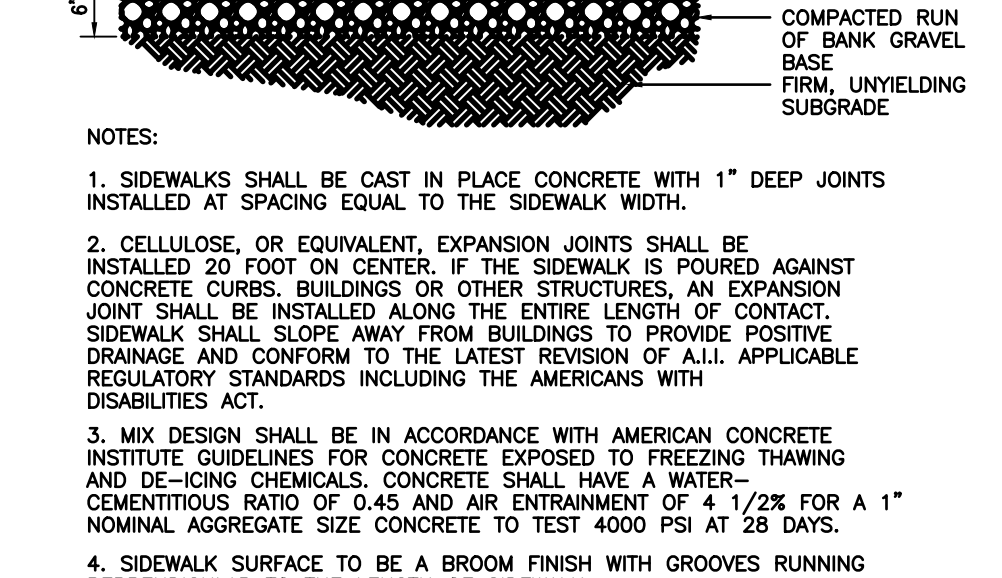 6"
COMPACTED RUN
OF BANK GRAVEL
BASE
FIRM, UNYIELDING
SUBGRADE
NOTES:
1. SIDEWALKS SHALL BE CAST IN PLACE CONCRETE WITH 1" DEEP JOINTS
INSTALLED AT SPACING EQUAL TO THE SIDEWALK WIDTH.
2. CELLULOSE, OR EQUIVALENT, EXPANSION JOINTS SHALL BE
INSTALLED 20 FOOT ON CENTER. IF THE SIDEWALK IS POURED AGAINST
CONCRETE CURBS. BUILDINGS OR OTHER STRUCTURES, AN EXPANSION
JOINT SHALL BE INSTALLED ALONG THE ENTIRE LENGTH OF CONTACT.
SIDEWALK SHALL SLOPE AWAY FROM BUILDINGS TO PROVIDE POSITIVE
DRAINAGE AND CONFORM TO THE LATEST REVISION OF A.I.I. APPLICABLE
REGULATORY STANDARDS INCLUDING THE AMERICANS WITH
DISABILITIES ACT.
3. MIX DESIGN SHALL BE IN ACCORDANCE WITH AMERICAN CONCRETE
INSTITUTE GUIDELINES FOR CONCRETE EXPOSED TO FREEZING THAWING
AND DE-ICING CHEMICALS. CONCRETE SHALL HAVE A WATER-
CEMENTITIOUS RATIO OF 0.45 AND AIR ENTRAINMENT OF 4 1/2% FOR A 1"
NOMINAL AGGREGATE SIZE CONCRETE TO TEST 4000 PSI AT 28 DAYS.
4. SIDEWALK SURFACE TO BE A BROOM FINISH WITH GROOVES RUNNING